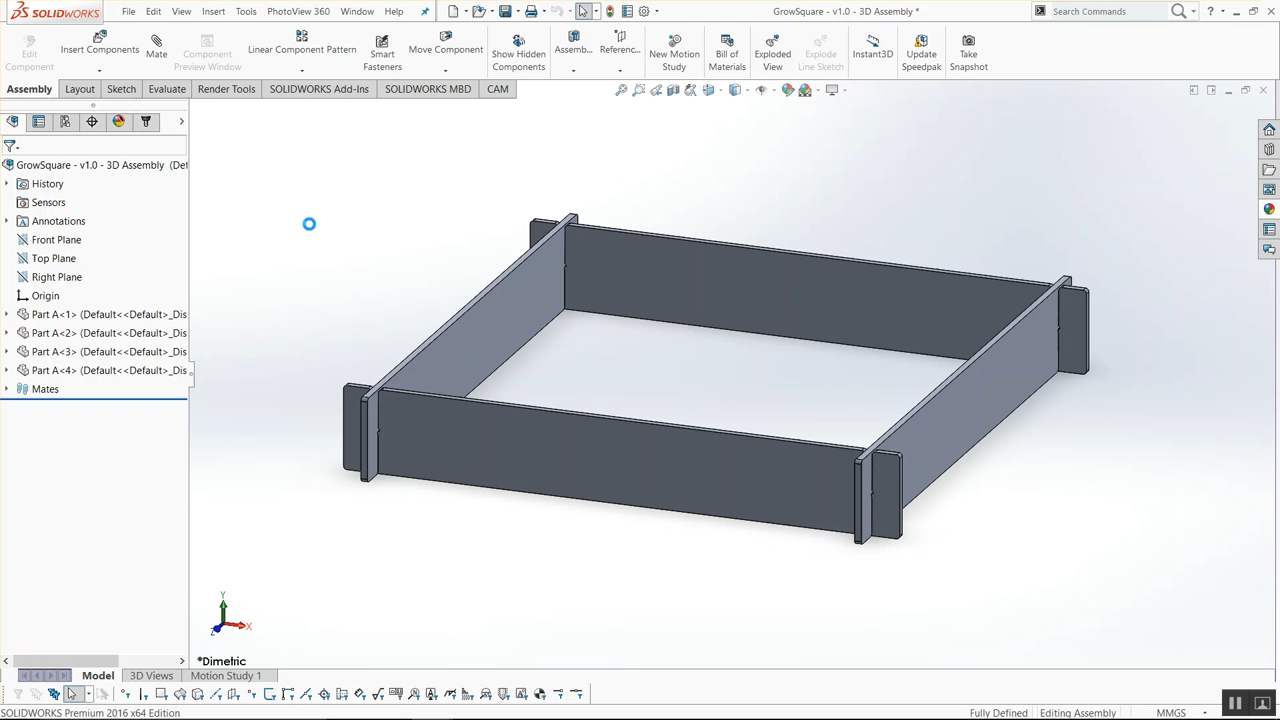 SOLIDWORKS
File
Edit
View
Insert
Tools
PhotoView 360
Window
Help
GrowSquare - v1.0 - 3D Assembly *
Search Commands
Edit Component
Insert Components
Mate
Component Preview Window
Linear Component Pattern
Smart Fasteners
Move Component
Show Hidden Components
Assemb...
Referenc...
New Motion Study
Bill of Materials
Exploded View
Explode Line Sketch
Instant3D
Update Speedpak
Take Snapshot
Assembly
Layout
Sketch
Evaluate
Render Tools
SOLIDWORKS Add-Ins
SOLIDWORKS MBD
CAM
GrowSquare - v1.0 - 3D Assembly (Def
History
Sensors
Annotations
Front Plane
Top Plane
Right Plane
Origin
Part A<1> (Default<<Default>_Dis
Part A<2> (Default<<Default>_Dis
Part A<3> (Default<<Default>_Dis
Part A<4> (Default<<Default>_Dis
Mates
Y
X
Z
*Dimetric
Model
3D Views
Motion Study 1
SOLIDWORKS Premium 2016 x64 Edition
Fully Defined
Editing Assembly
MMGS